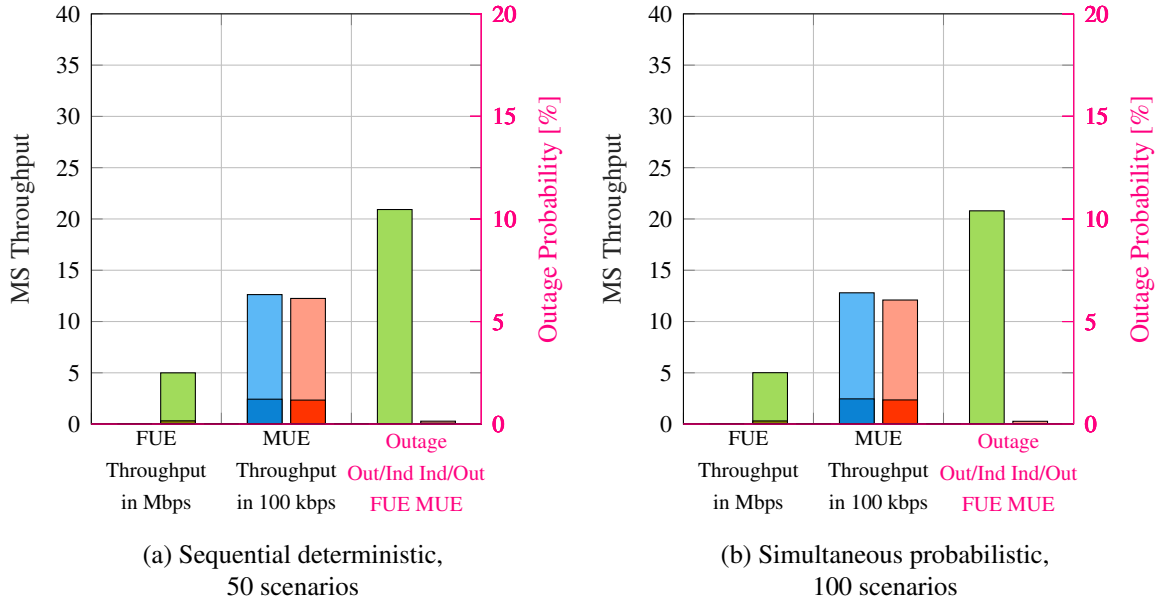 40
35
30
25
20
15
10
5
0
MS Throughput
20
15
10
5
0
Outage Probability [%]
FUE
Throughput
in Mbps
MUE
Throughput
in 100 kbps
Outage
Out/Ind Ind/Out
FUE MUE
(a) Sequential deterministic,
50 scenarios
40
35
30
25
20
15
10
5
0
MS Throughput
20
15
10
5
0
Outage Probability [%]
FUE
Throughput
in Mbps
MUE
Throughput
in 100 kbps
Outage
Out/Ind Ind/Out
FUE MUE
(b) Simultaneous probabilistic,
100 scenarios